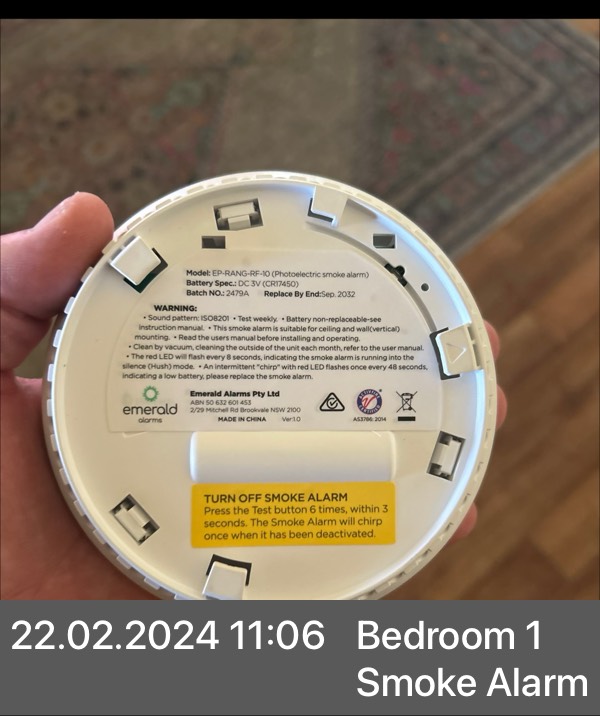 Model: EP-RANG-RF-10 (Photoelectric smoke alarm)
Battery Spec.: DC 3V (CR17450)
Batch NO.: 2479A Replace By End:Sep. 2032
WARNING:
• Sound pattern: ISO8201 • Test weekly. • Battery non-replaceable-see
instruction manual. • This smoke alarm is suitable for ceiling and wall(vertical)
mounting. • Read the users manual before installing and operating.
• Clean by vacuum, cleaning the outside of the unit each month, refer to the user manual.
• The red LED will flash every 8 seconds, indicating the smoke alarm is running into the
silence (Hush) mode. • An intermittent "chirp" with red LED flashes once every 48 seconds,
indicating a low battery, please replace the smoke alarm.
emerald
alarms
Emerald Alarms Pty Ltd
ABN 50 632 601 453
2/29 Mitchell Rd Brookvale NSW 2100
MADE IN CHINA Ver1.0
AS3786: 2014
TURN OFF SMOKE ALARM
Press the Test button 6 times, within 3
seconds. The Smoke Alarm will chirp
once when it has been deactivated.
22.02.2024 11:06 Bedroom 1
Smoke Alarm